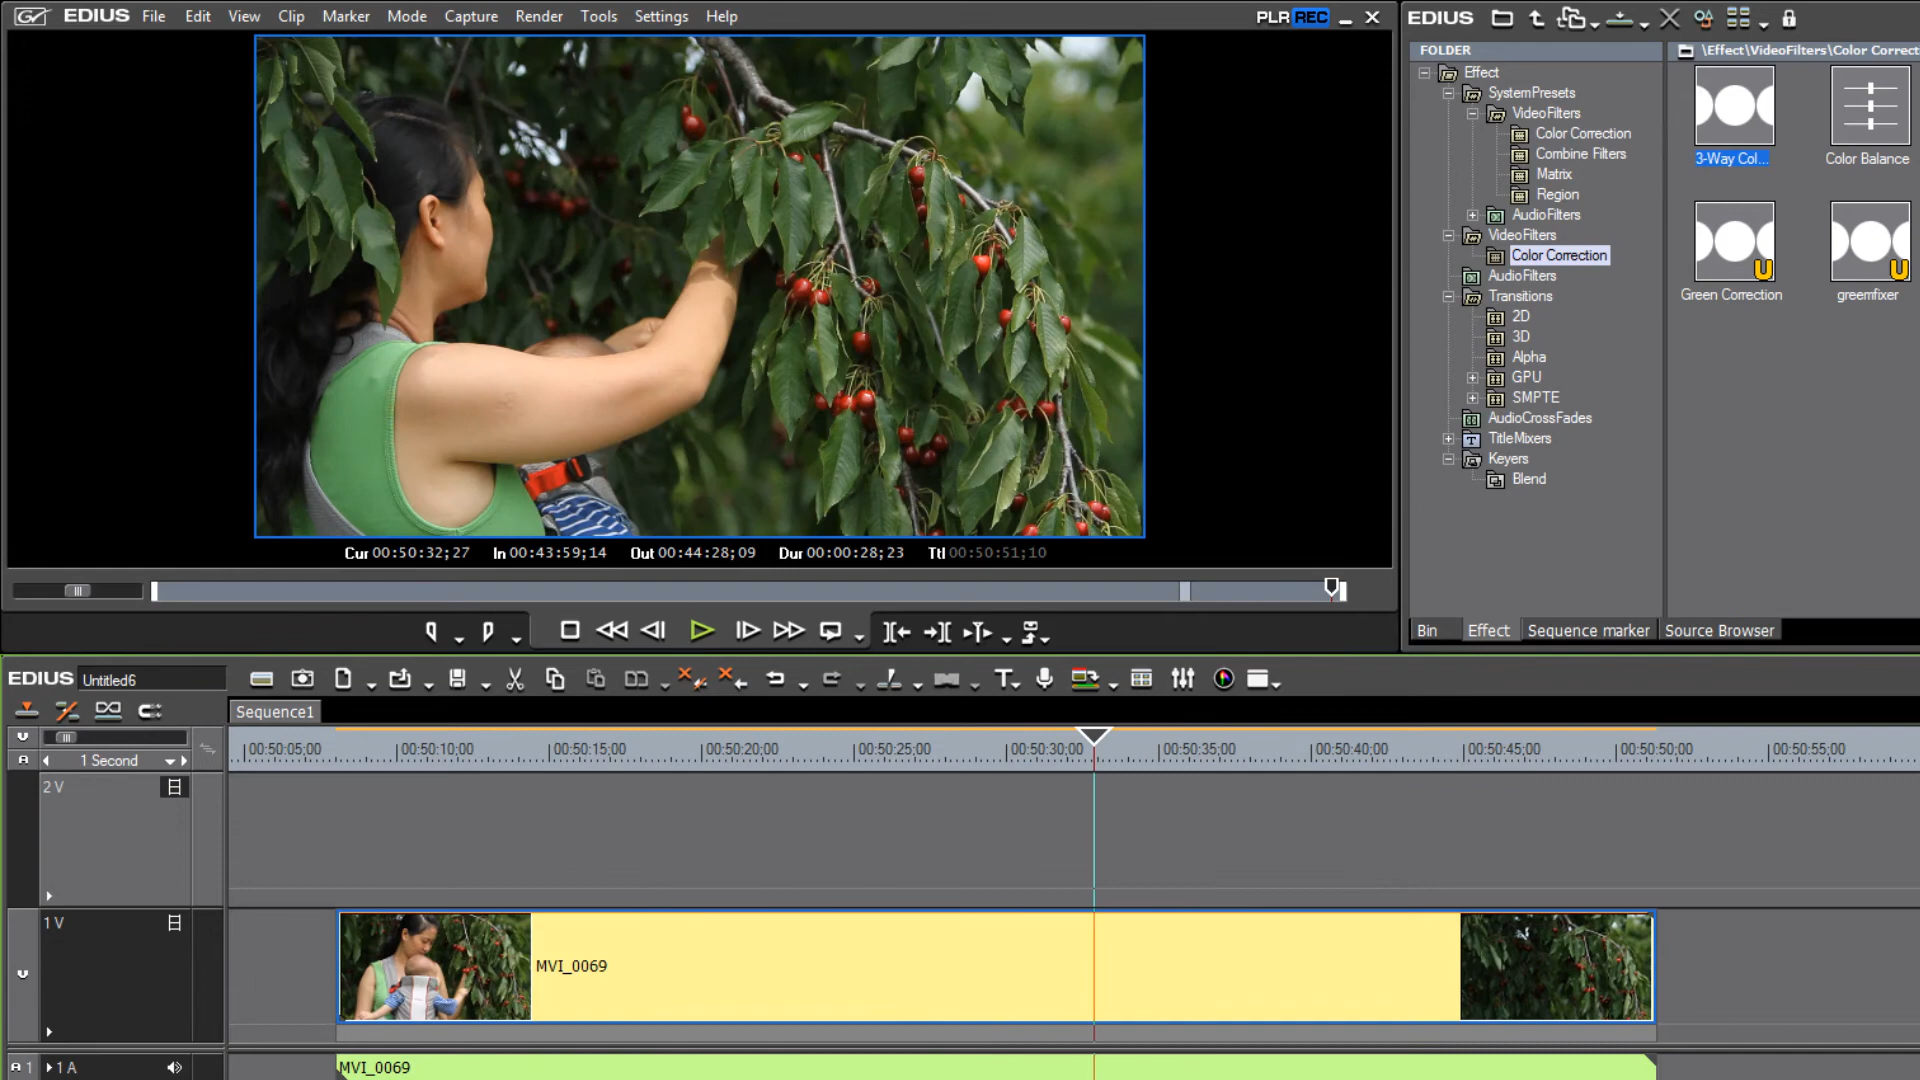 EDIUS File Edit View Clip Marker Mode Capture Render Tools Settings Help PLR REC
Cur 00:50:32;27 In 00:43:59;14 Out 00:44:28;09 Dur 00:00:28;23 Ttl 00:50:51;10
EDIUS
FOLDER
\Effect\VideoFilters\Color Correct
Effect
SystemPresets
VideoFilters
Color Correction
Combine Filters
Matrix
Region
AudioFilters
VideoFilters
Color Correction
AudioFilters
Transitions
2D
3D
Alpha
GPU
SMPTE
AudioCrossFades
TitleMixers
Keyers
Blend
3-Way Col... Color Balance
Green Correction greemfixer
Bin Effect Sequence marker Source Browser
EDIUS Untitled6
Sequence1
1 Second
00:50:05;00 00:50:10;00 00:50:15;00 00:50:20;00 00:50:25;00 00:50:30;00 00:50:35;00 00:50:40;00 00:50:45;00 00:50:50;00 00:50:55;00
2 V
1 V
MVI_0069
A 1 1 A
MVI_0069